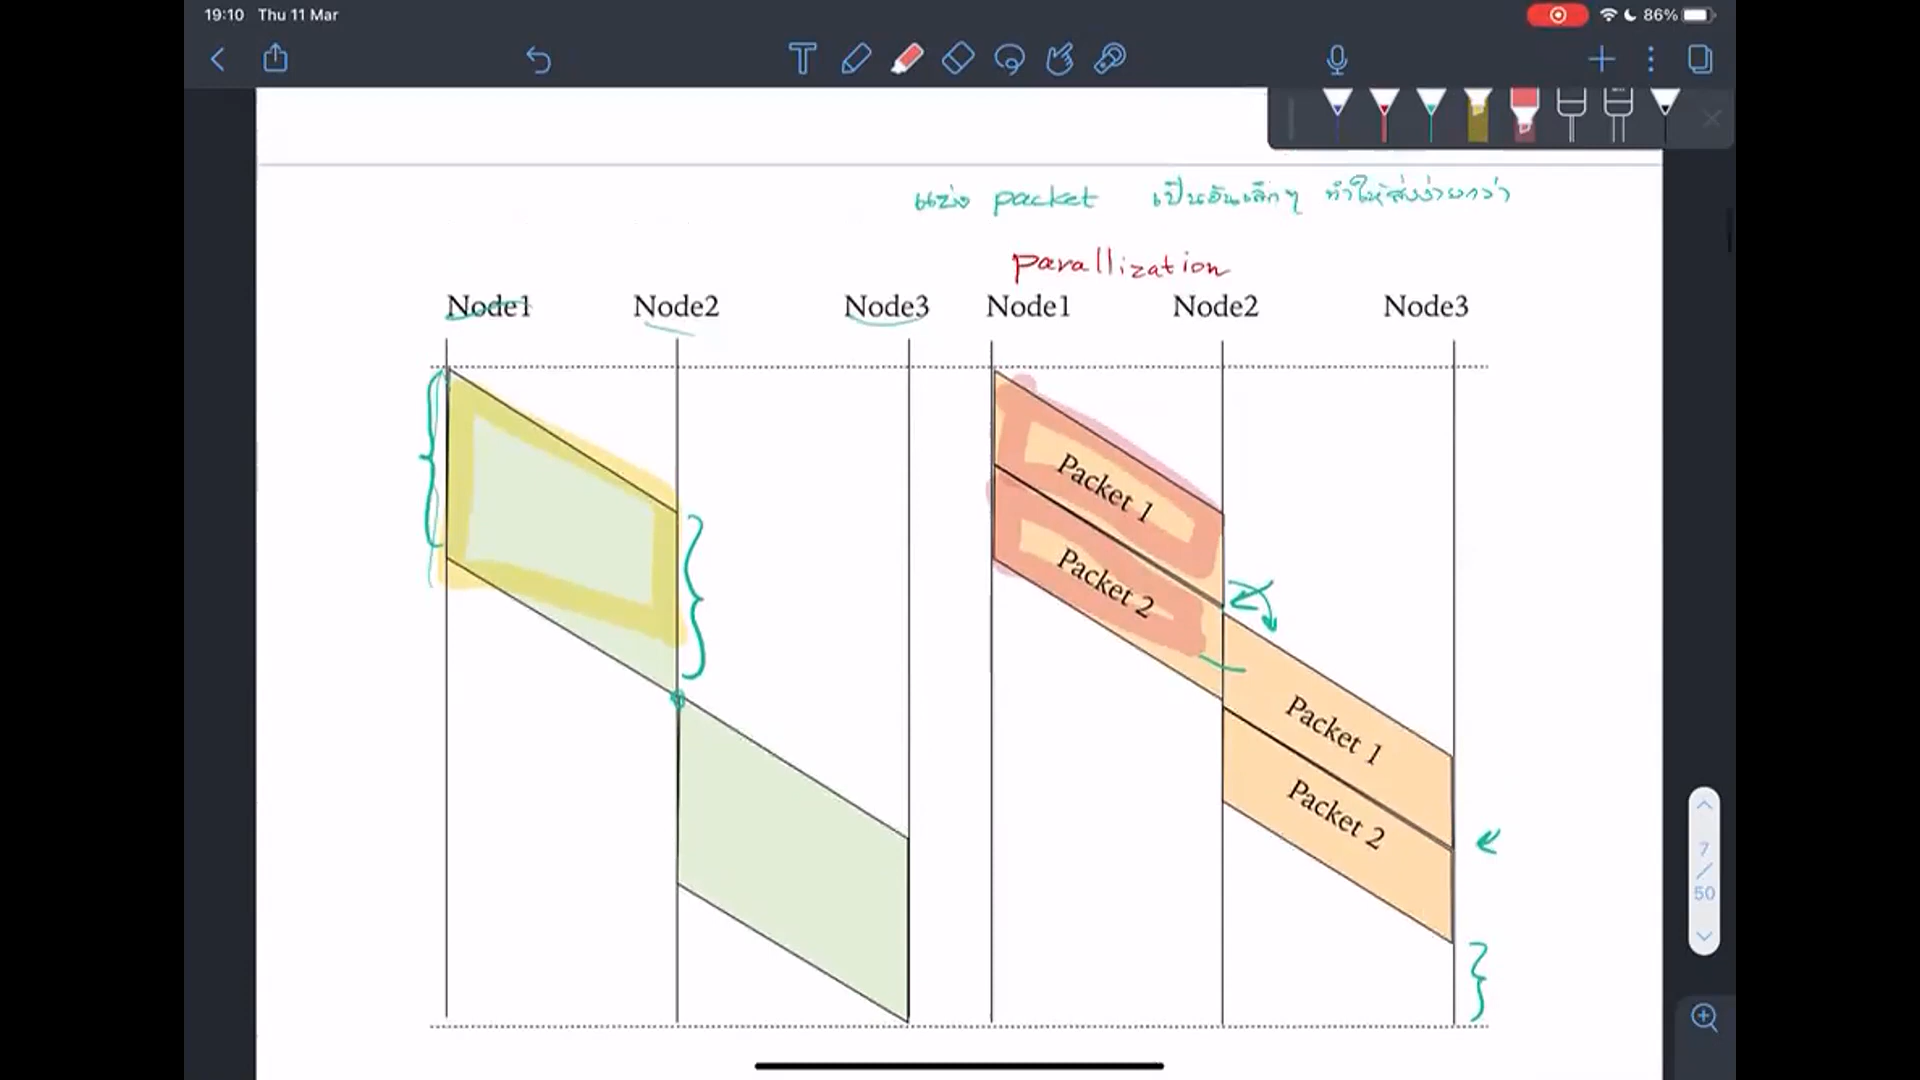 19:10 Thu 11 Mar 86%
แบ่ง packet เป็นอันเล็กๆ ทำให้ส่งง่ายกว่า
parallization
Node1 Node2 Node3 Node1 Node2 Node3
Packet 1
Packet 2
Packet 1
Packet 2
7
/
50